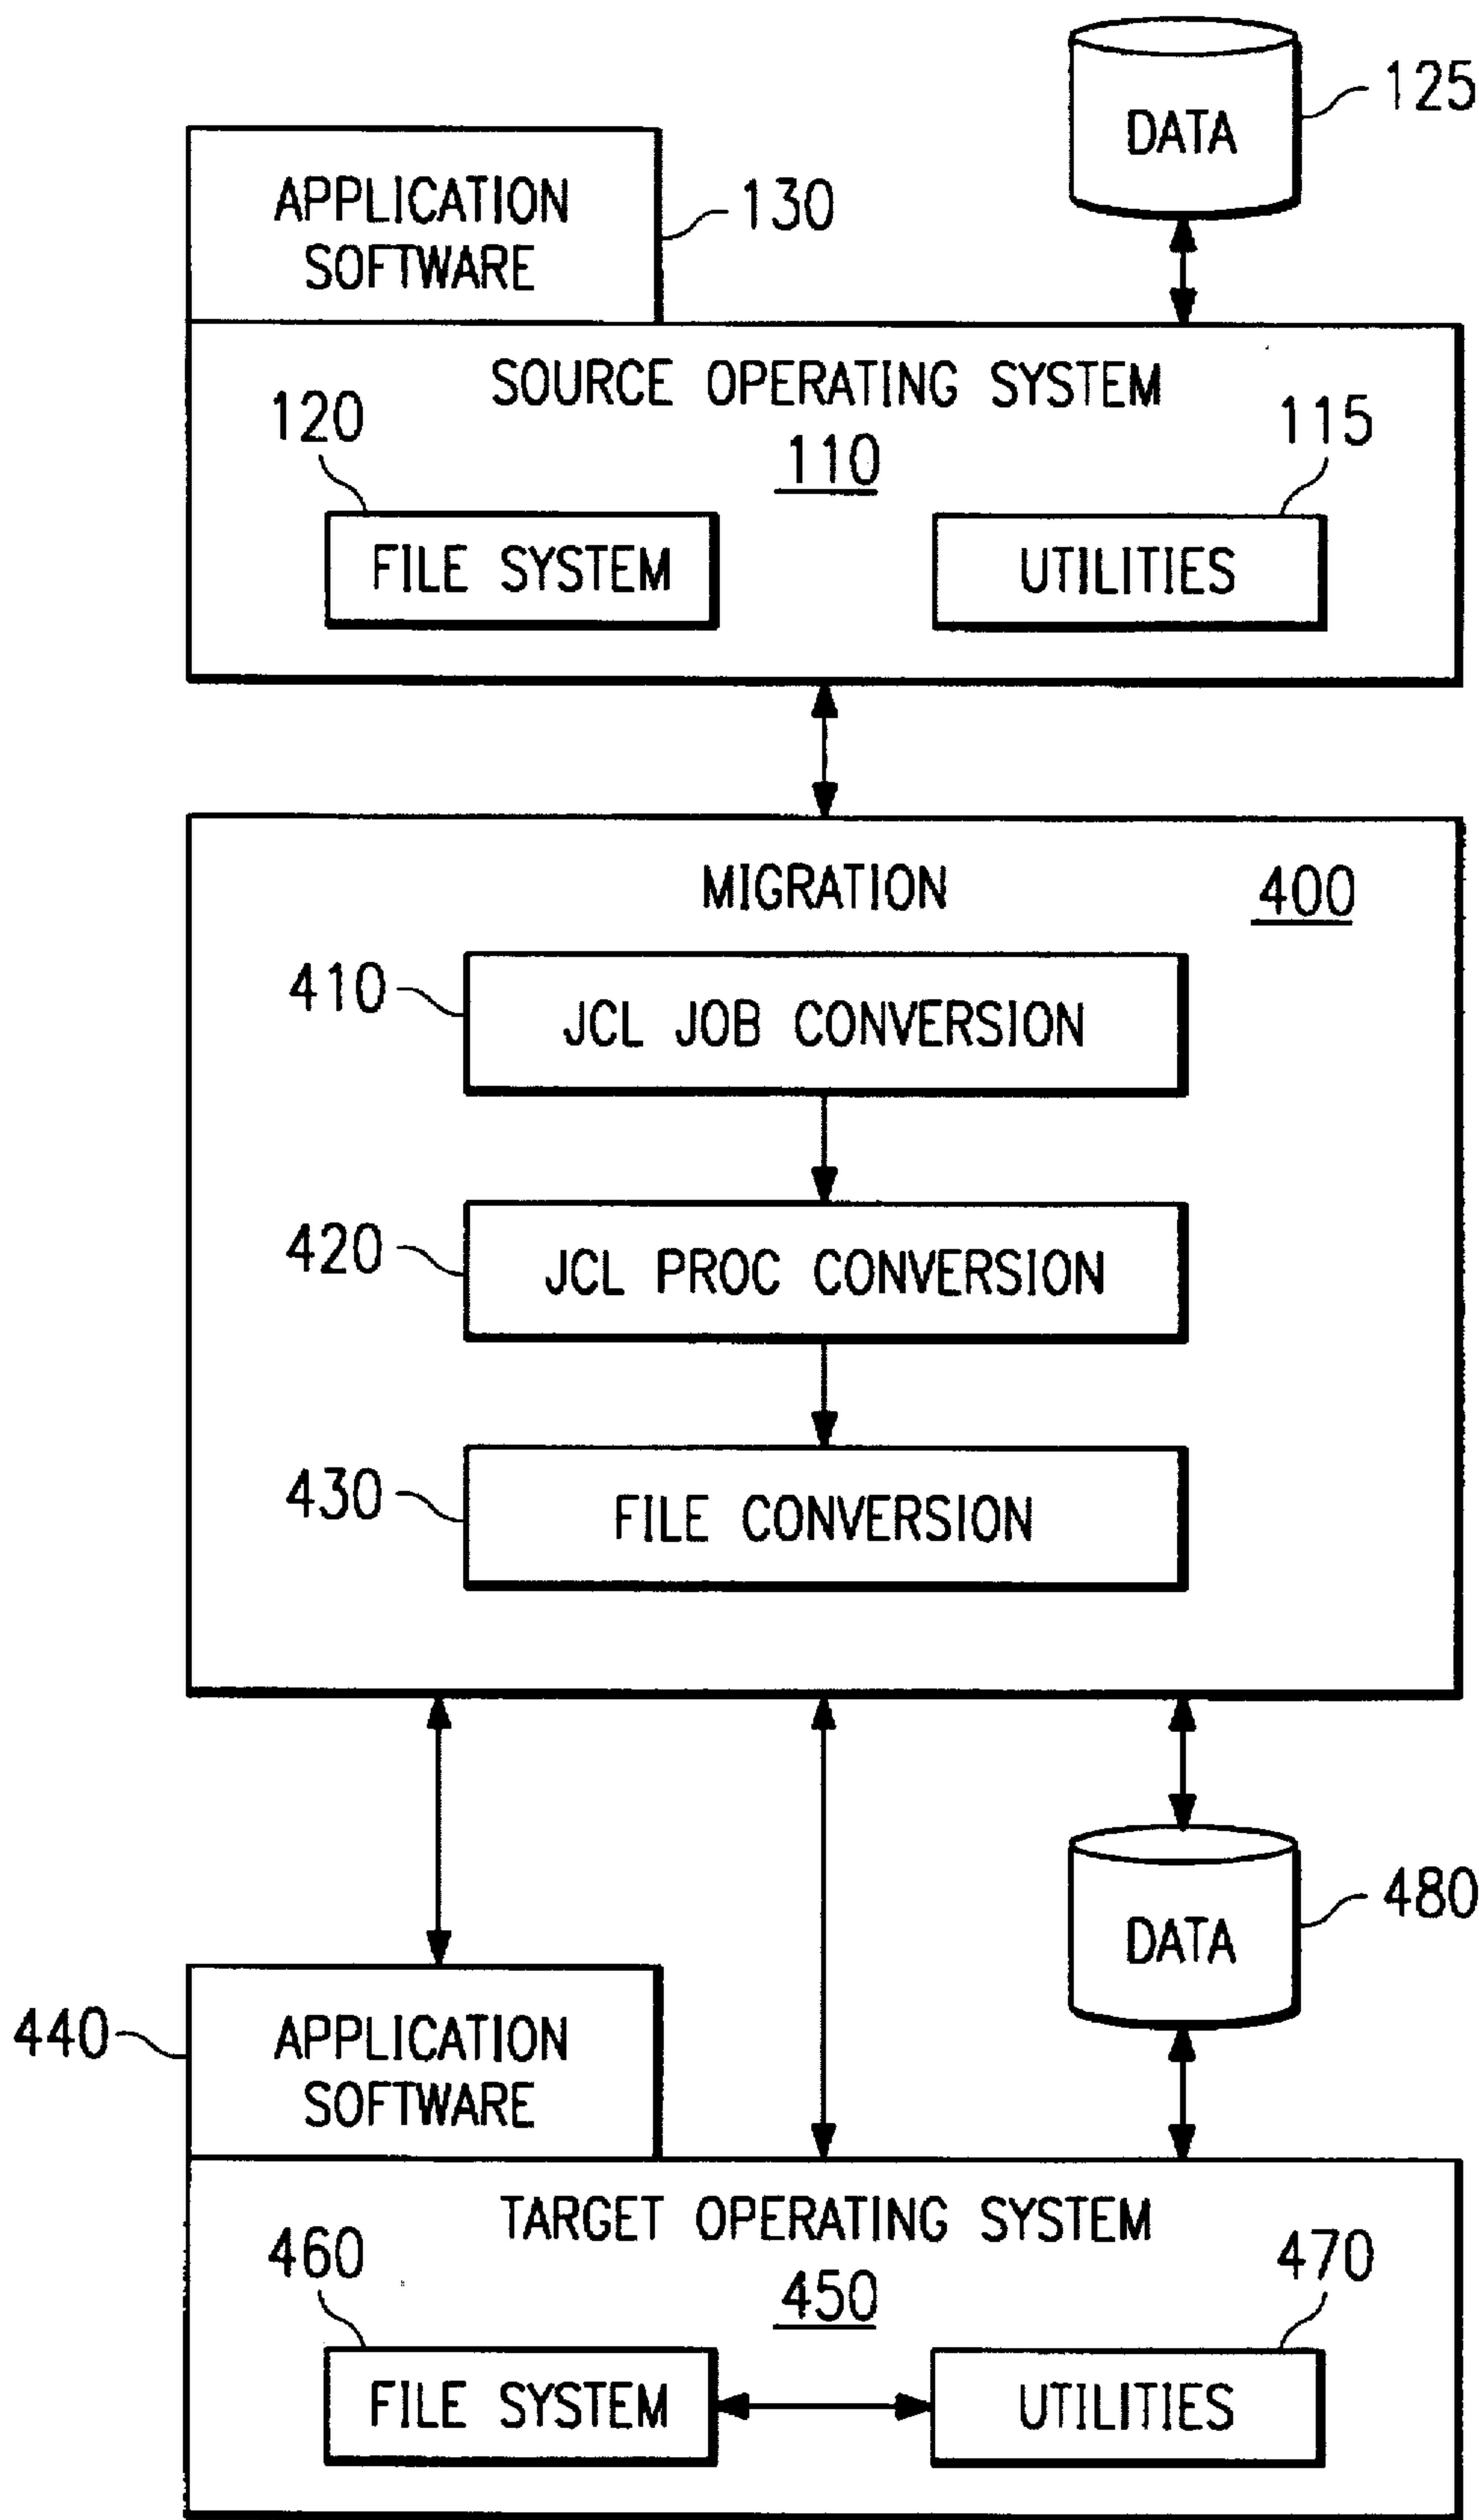 125
DATA
APPLICATION
SOFTWARE
130
SOURCE OPERATING SYSTEM
120
110
115
FILE SYSTEM
UTILITIES
MIGRATION
400
410
JCL JOB CONVERSION
420
JCL PROC CONVERSION
430
FILE CONVERSION
480
DATA
440
APPLICATION
SOFTWARE
TARGET OPERATING SYSTEM
460
450
470
FILE SYSTEM
UTILITIES